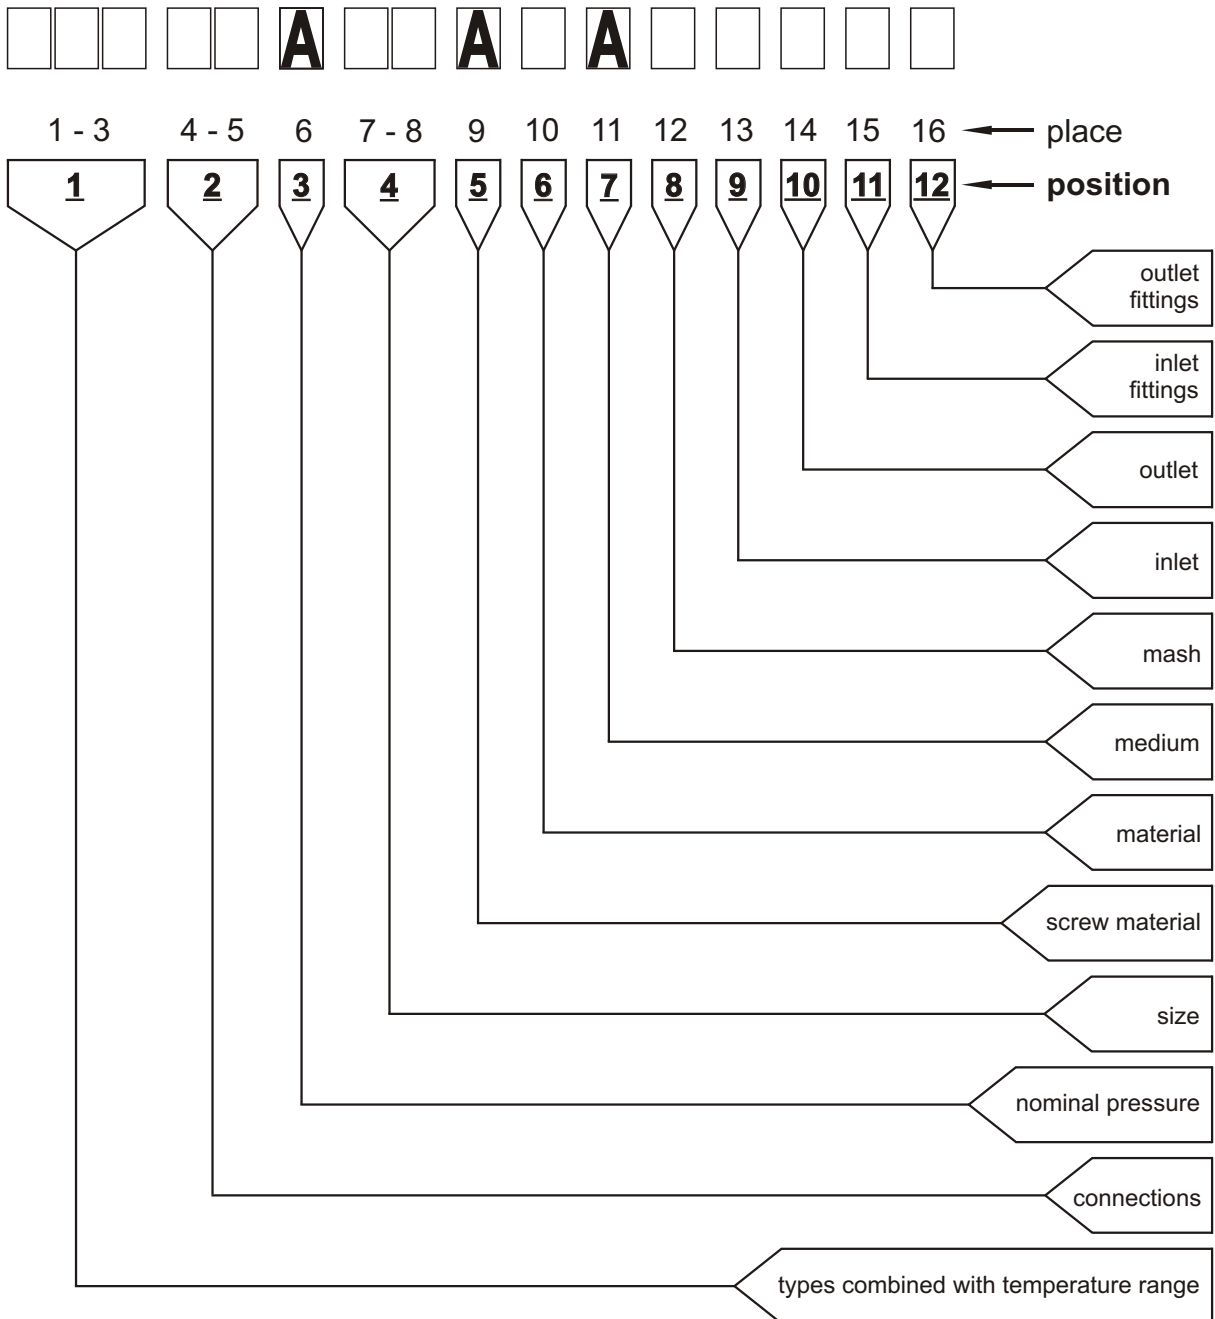 A A A
1 - 3 4 - 5 6 7 - 8 9 10 11 12 13 14 15 16 place
1 2 3 4 5 6 7 8 9 10 11 12 position
outlet
fittings
inlet
fittings
outlet
inlet
mash
medium
material
screw material
size
nominal pressure
connections
types combined with temperature range